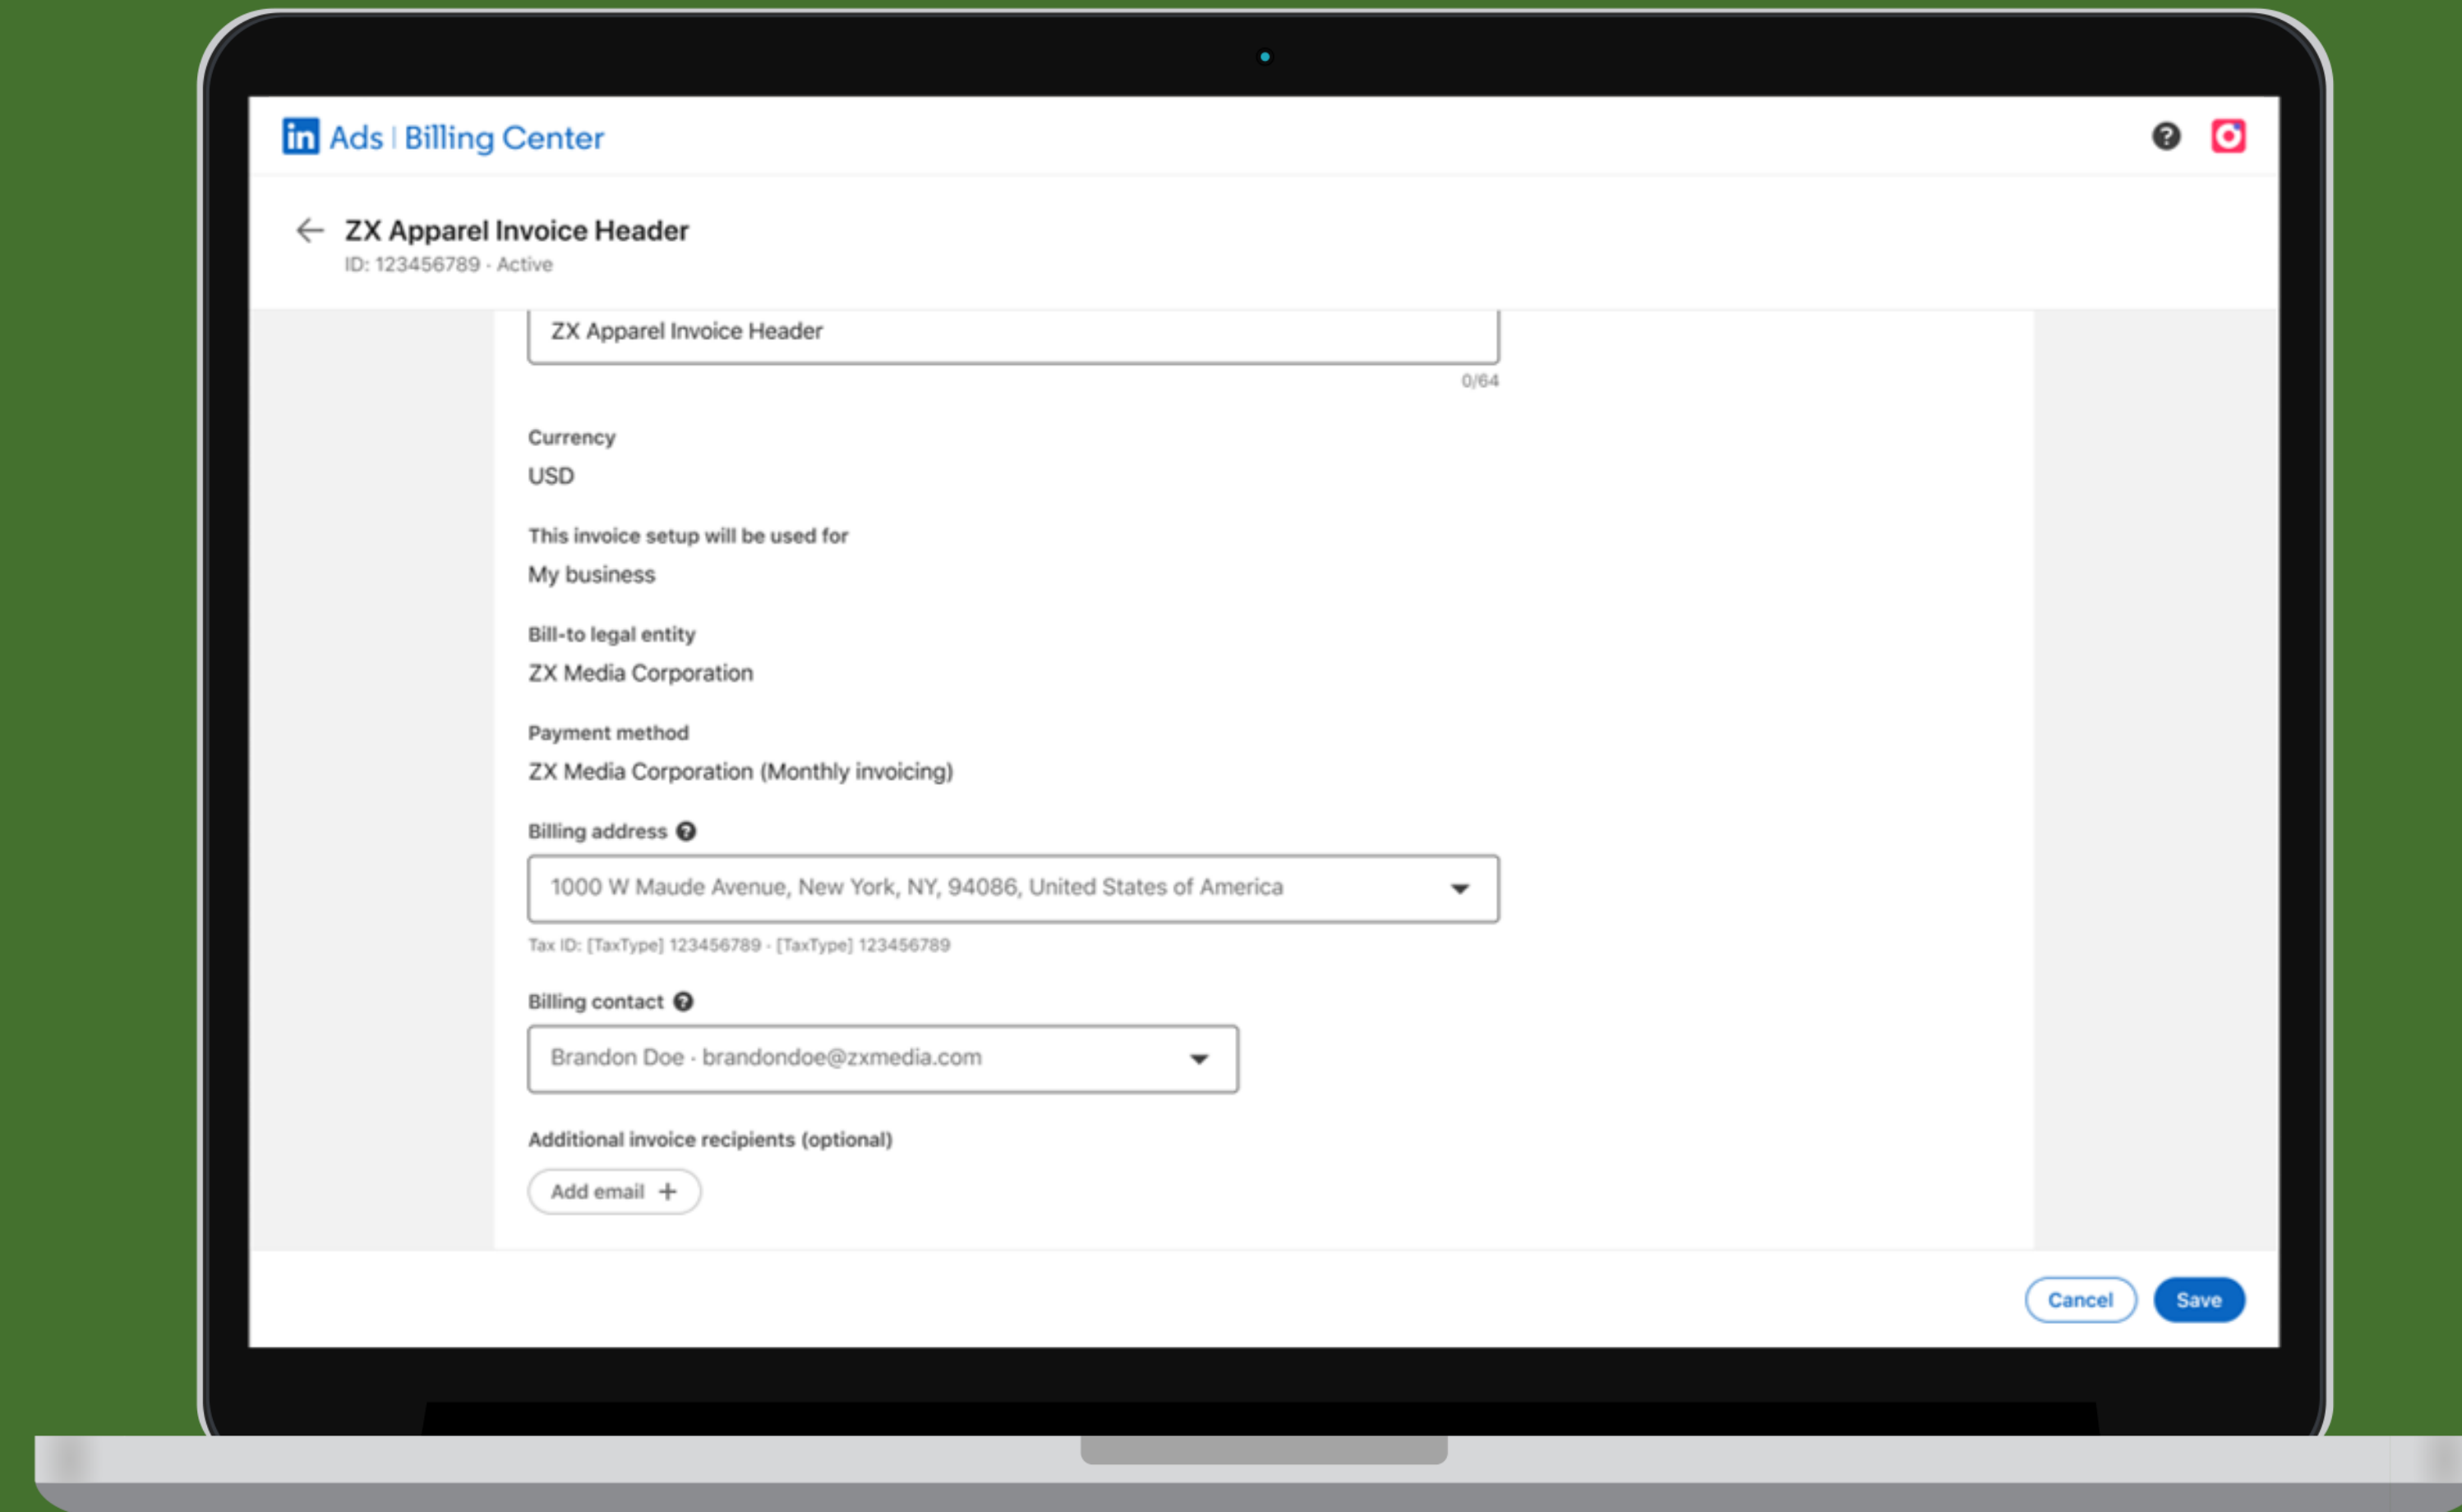 in Ads | Billing Center
ZX Apparel Invoice Header
ID: 123456789 · Active
ZX Apparel Invoice Header
0/64
Currency
USD
This invoice setup will be used for
My business
Bill-to legal entity
ZX Media Corporation
Payment method
ZX Media Corporation (Monthly invoicing)
Billing address
1000 W Maude Avenue, New York, NY, 94086, United States of America
Tax ID: [TaxType] 123456789 · [TaxType] 123456789
Billing contact
Brandon Doe · brandondoe@zxmedia.com
Additional invoice recipients (optional)
Add email +
Cancel Save